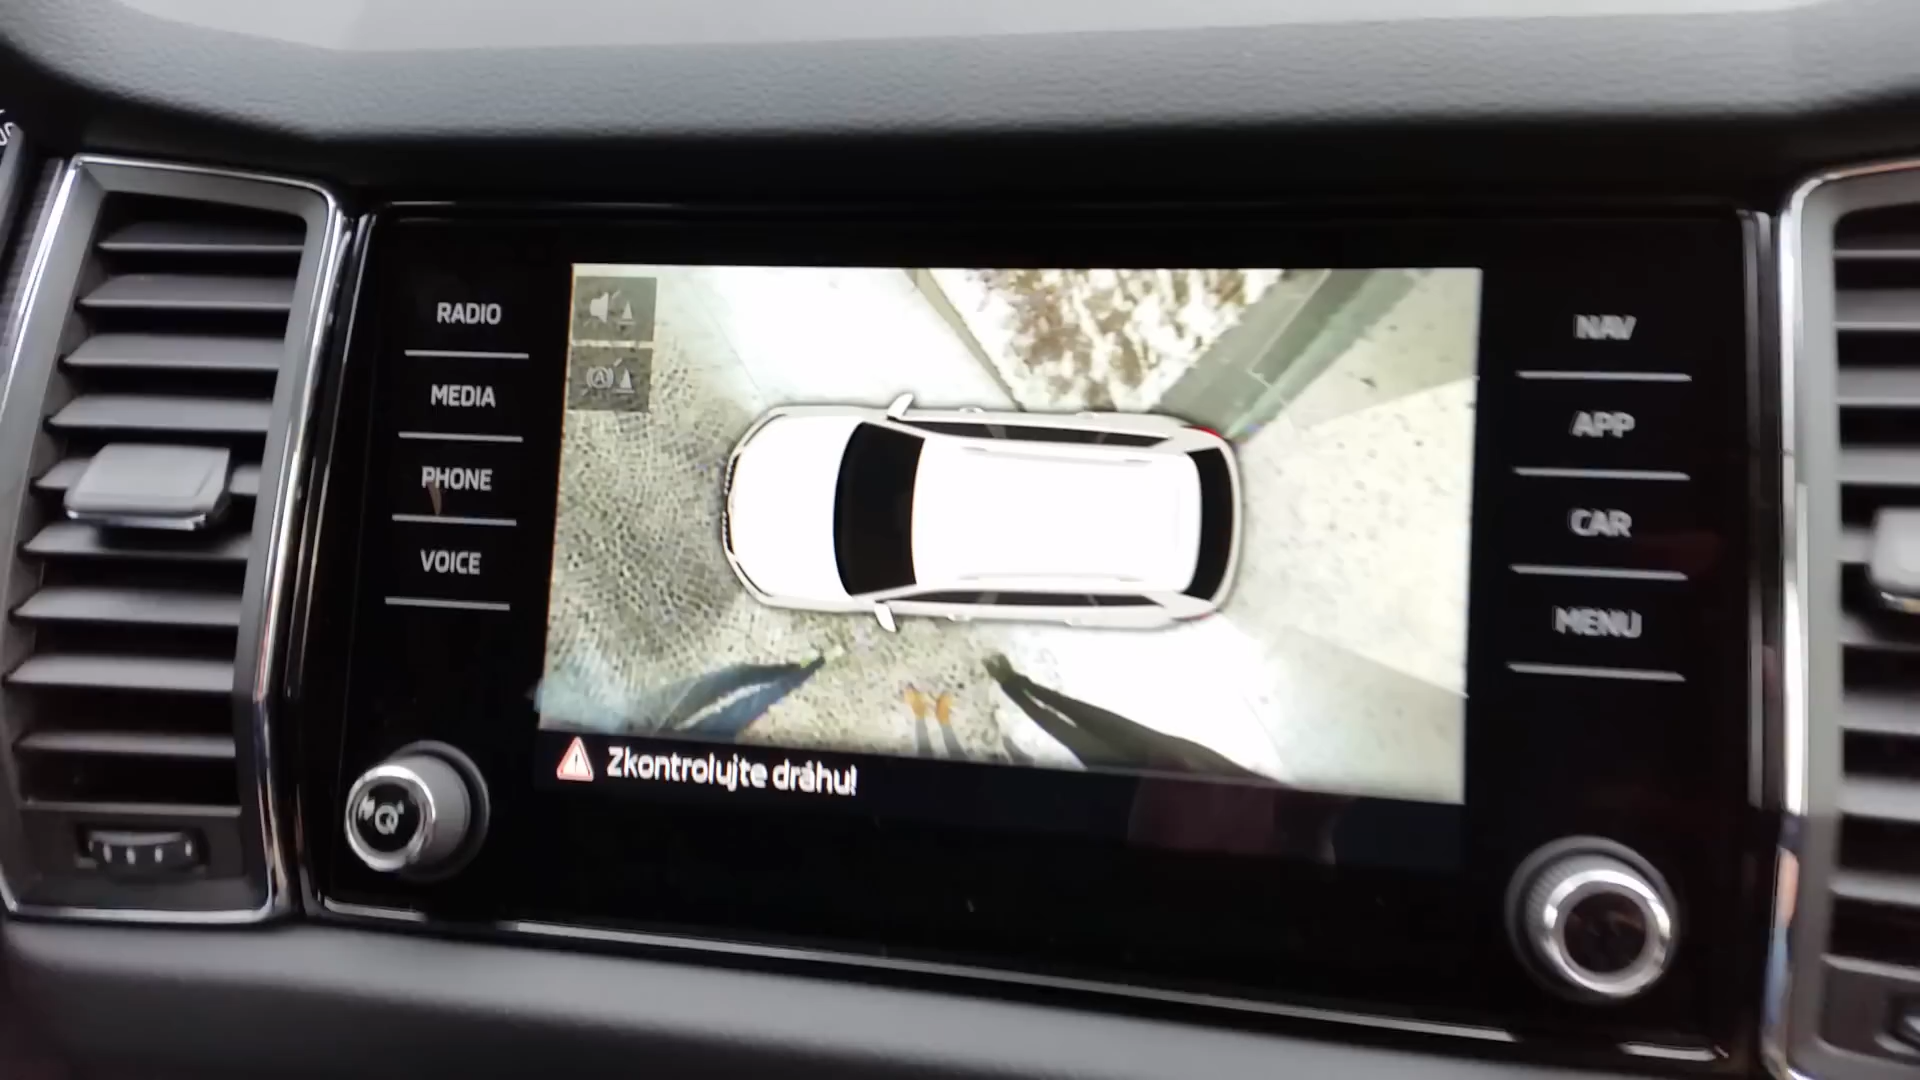 RADIO
MEDIA
PHONE
VOICE
NAV
APP
CAR
MENU
Zkontrolujte dráhu!